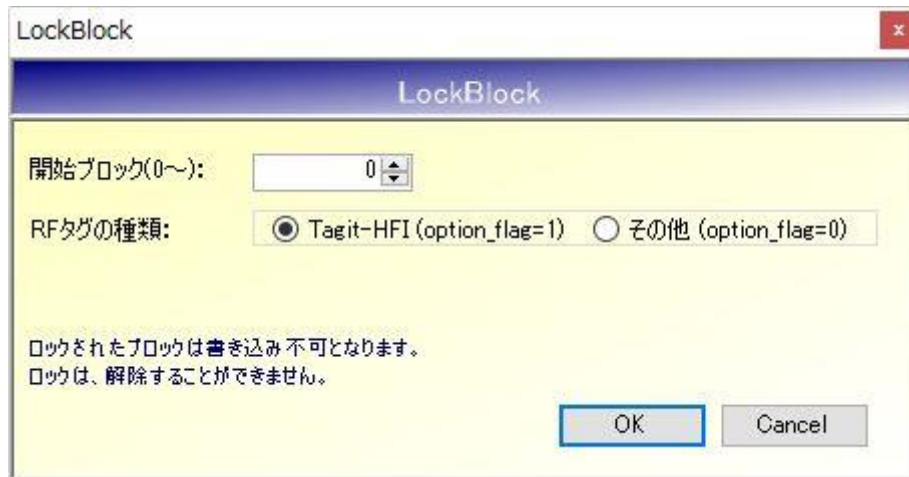 LockBlock
LockBlock
開始ブロック(0～): 0
RFタグの種類: Tagit-HFI (option_flag=1) その他 (option_flag=0)
ロックされたブロックは書き込み不可となります。
ロックは、解除することができません。
OK Cancel